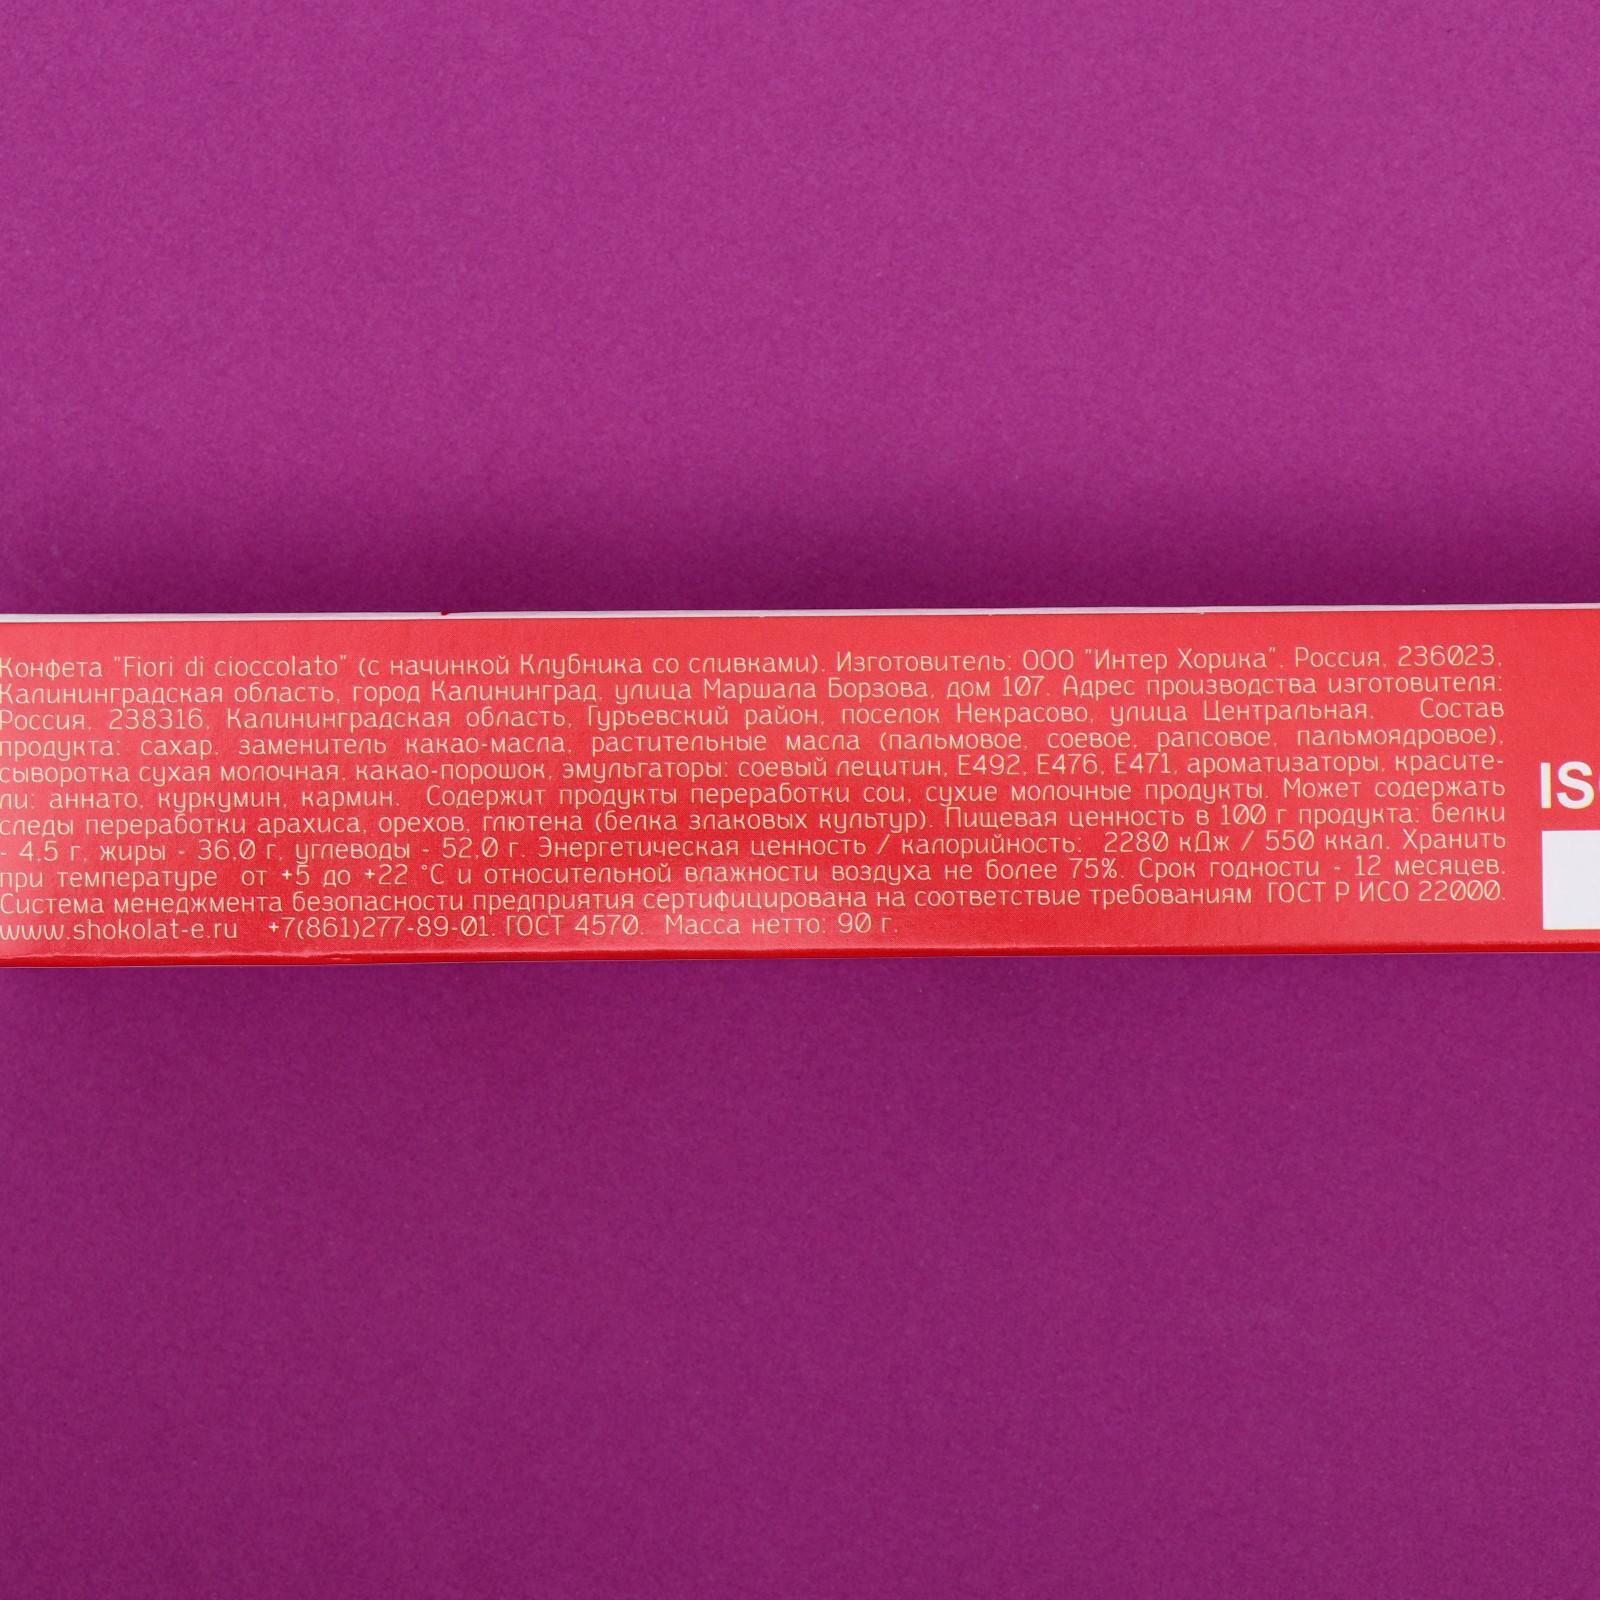 Конфета "Fiori di cioccolato" (с начинкой Клубника со сливками). Изготовитель: ООО "Интер Хорика". Россия, 236023,
Калининградская область, город Калининград, улица Маршала Борзова, дом 107. Адрес производства изготовителя:
Россия, 238316, Калининградская область, Гурьевский район, поселок Некрасово, улица Центральная. Состав
продукта: сахар, заменитель какао-масла, растительные масла (пальмовое, соевое, рапсовое, пальмоядровое),
сыворотка сухая молочная, какао-порошок, эмульгаторы: соевый лецитин, Е492, Е476, Е471, ароматизаторы, красите-
ли: аннато, куркумин, кармин. Содержит продукты переработки сои, сухие молочные продукты. Может содержать
следы переработки арахиса, орехов, глютена (белка злаковых культур). Пищевая ценность в 100 г продукта: белки
- 4,5 г, жиры - 36,0 г, углеводы - 52,0 г. Энергетическая ценность / калорийность: 2280 кДж / 550 ккал. Хранить
при температуре от +5 до +22 °С и относительной влажности воздуха не более 75%. Срок годности - 12 месяцев.
Система менеджмента безопасности предприятия сертифицирована на соответствие требованиям ГОСТ Р ИСО 22000.
www.shokolat-e.ru +7(861)277-89-01. ГОСТ 4570. Масса нетто: 90 г.